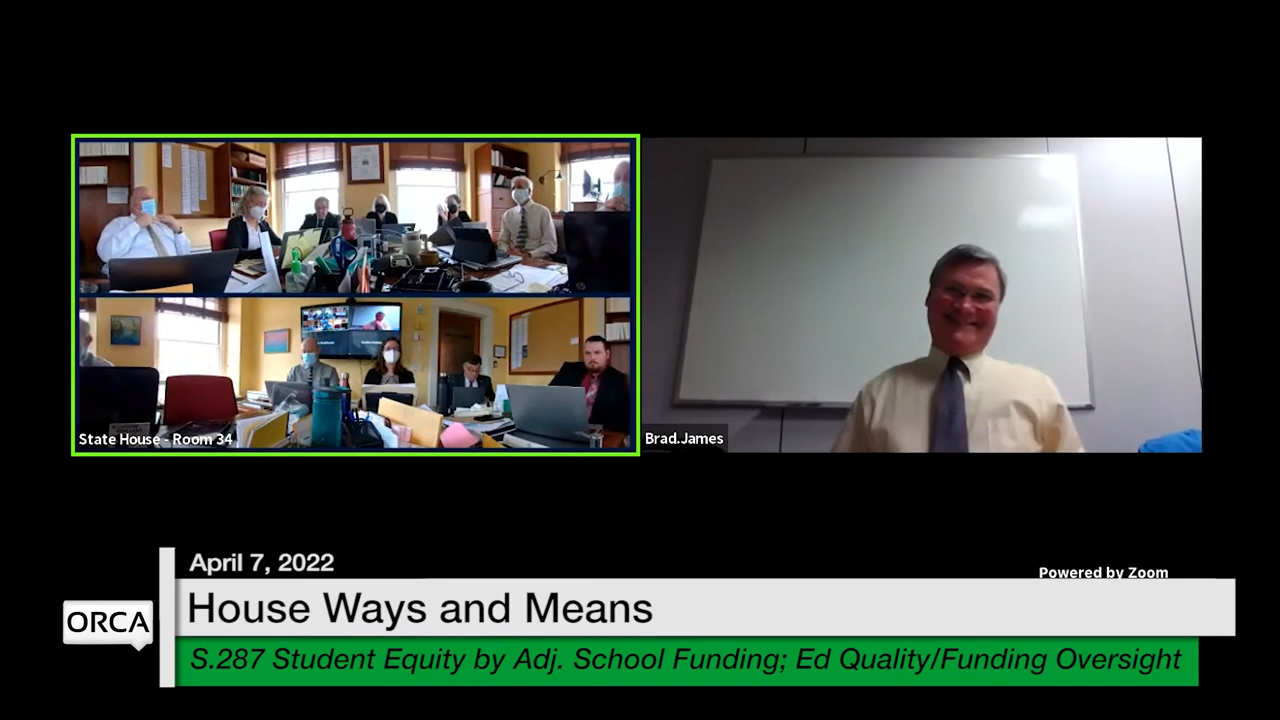 State House - Room 34
Brad.James
April 7, 2022
Powered by Zoom
House Ways and Means
ORCA
S.287 Student Equity by Adj. School Funding; Ed Quality/Funding Oversight